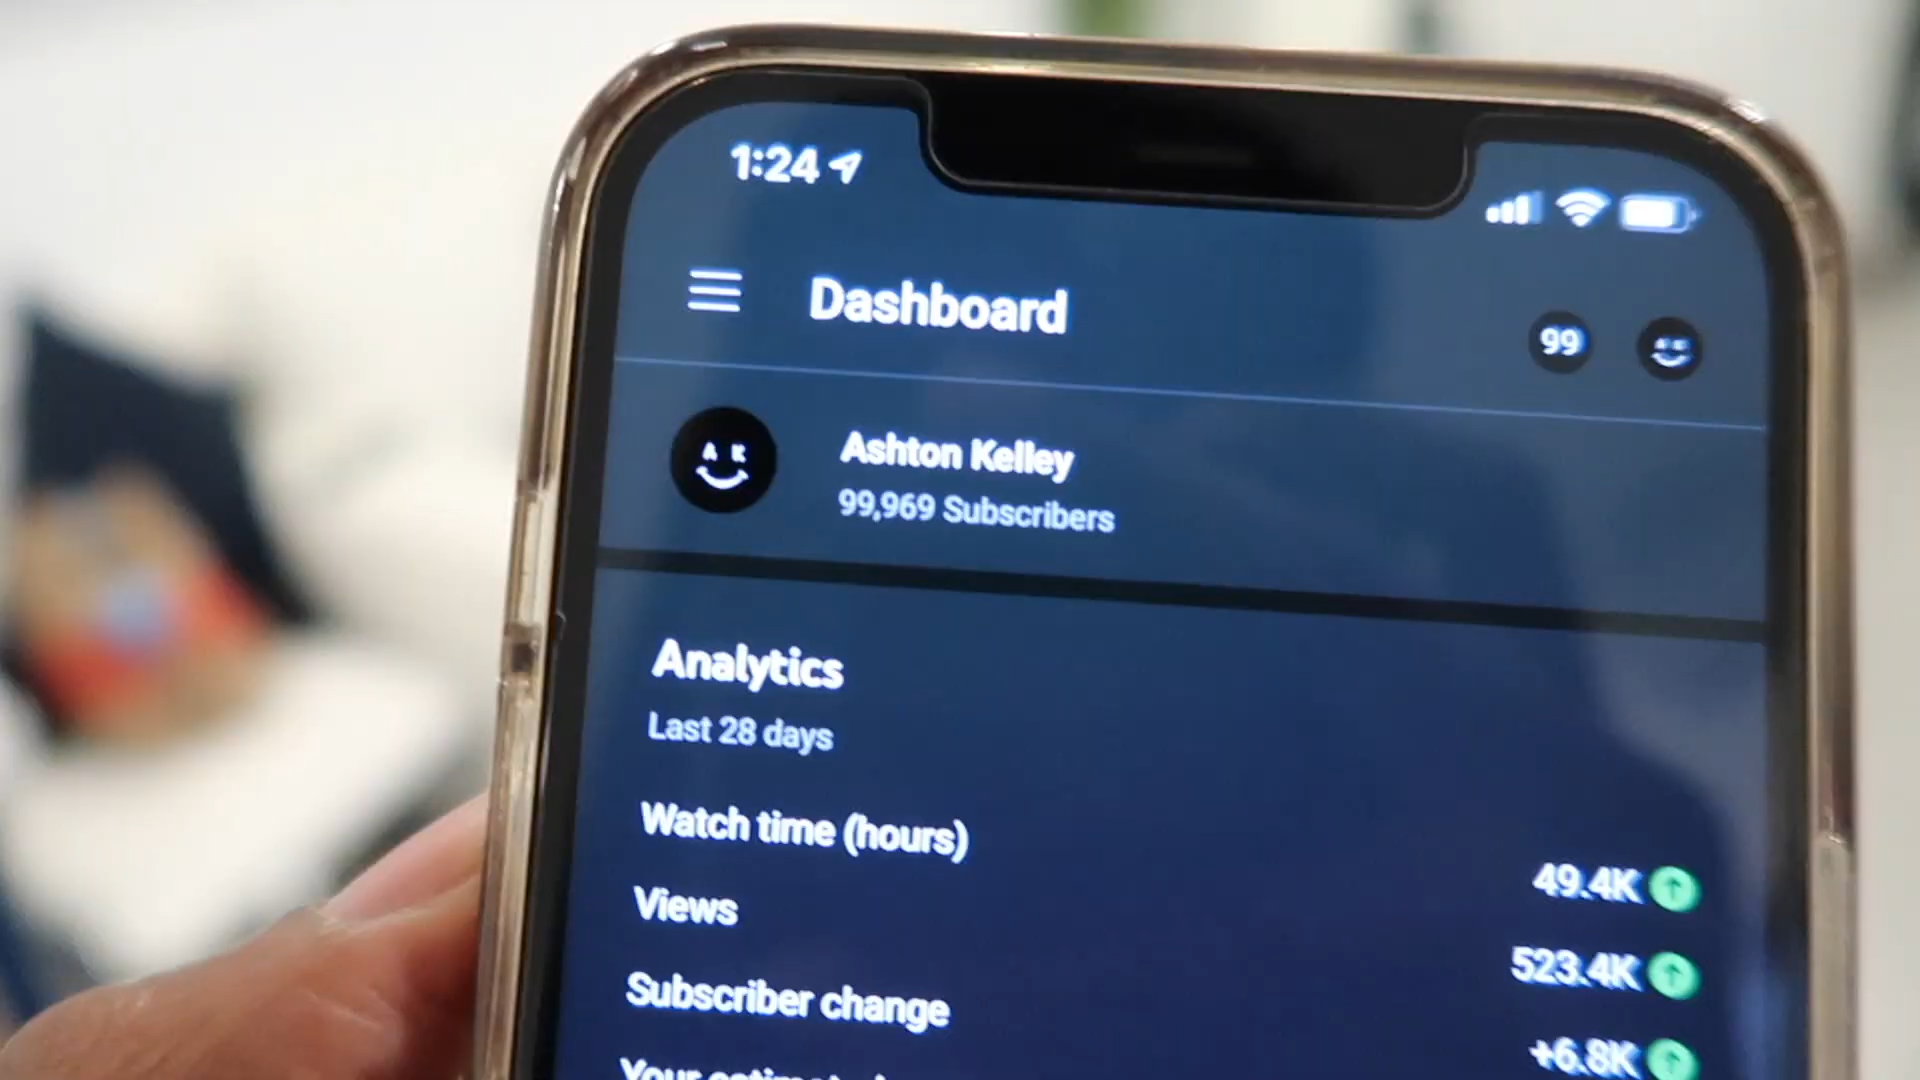 1:24
Dashboard
99
A K
Ashton Kelley
99,969 Subscribers
Analytics
Last 28 days
Watch time (hours)
49.4K
Views
523.4K
Subscriber change
+6.8K
Your